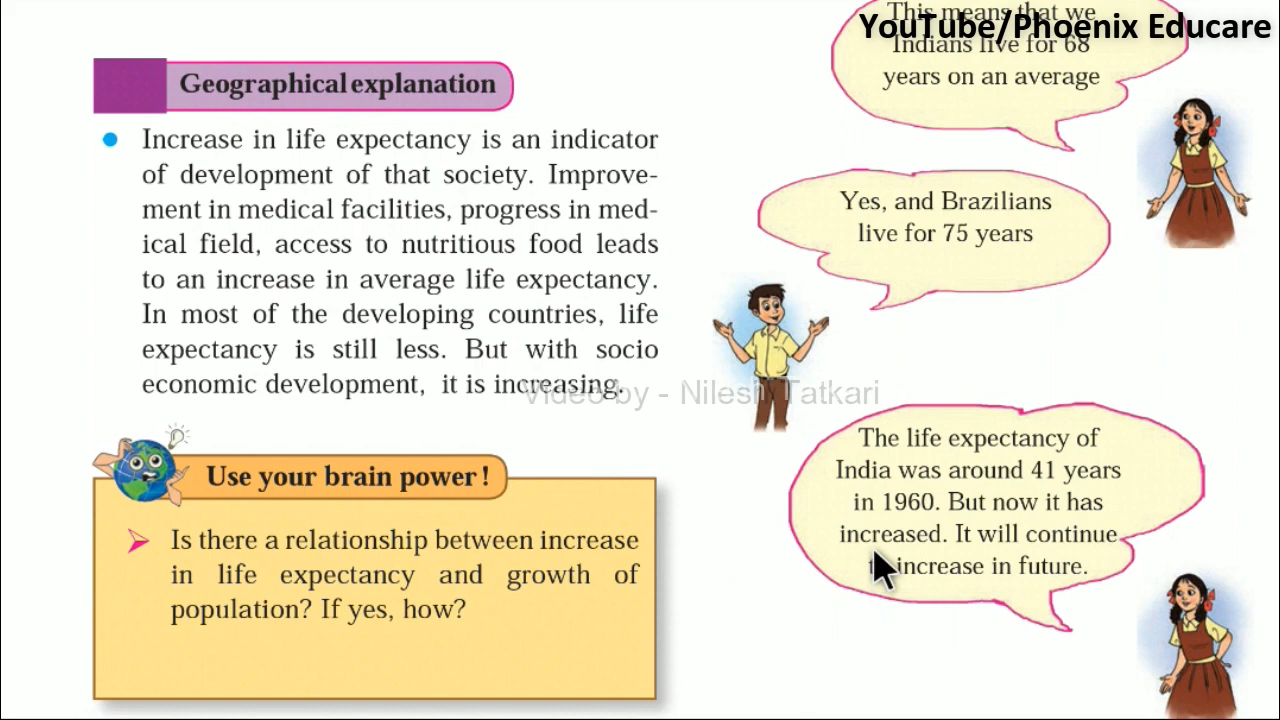 YouTube/Phoenix Educare
This means that we
Indians live for 68
years on an average
Geographical explanation
Increase in life expectancy is an indicator
of development of that society. Improve-
ment in medical facilities, progress in med-
ical field, access to nutritious food leads
to an increase in average life expectancy.
In most of the developing countries, life
expectancy is still less. But with socio
economic development, it is increasing.
Yes, and Brazilians
live for 75 years
Video by - Nilesh Tatkari
Use your brain power !
Is there a relationship between increase
in life expectancy and growth of
population? If yes, how?
The life expectancy of
India was around 41 years
in 1960. But now it has
increased. It will continue
increase in future.